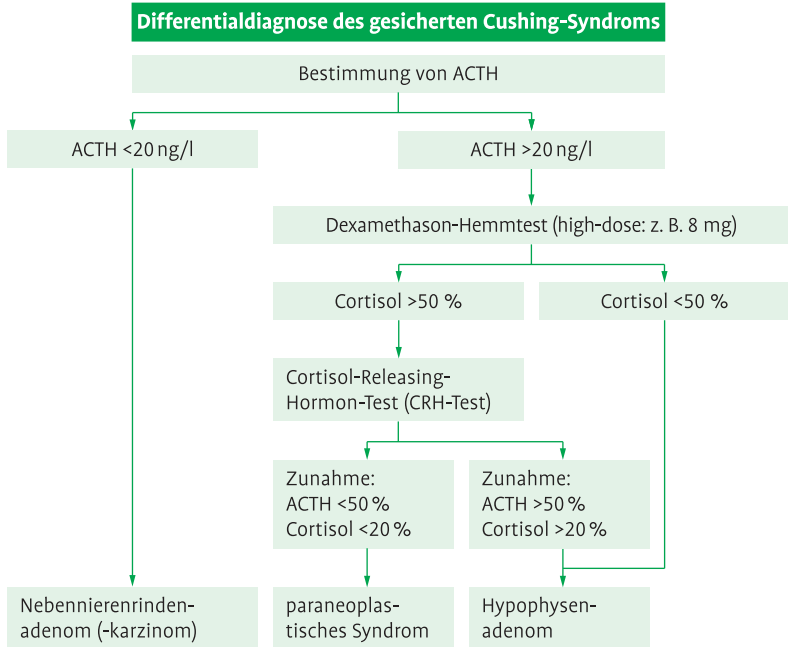 Differentialdiagnose des gesicherten Cushing-Syndroms
Bestimmung von ACTH
ACTH <20 ng/l
ACTH >20 ng/l
Dexamethason-Hemmtest (high-dose: z. B. 8 mg)
Cortisol >50 %
Cortisol <50 %
Cortisol-Releasing-
Hormon-Test (CRH-Test)
Zunahme:
ACTH <50 %
Cortisol <20 %
Zunahme:
ACTH >50 %
Cortisol >20 %
Nebennierenrinden-
adenom (-karzinom)
paraneoplas-
tisches Syndrom
Hypophysen-
adenom